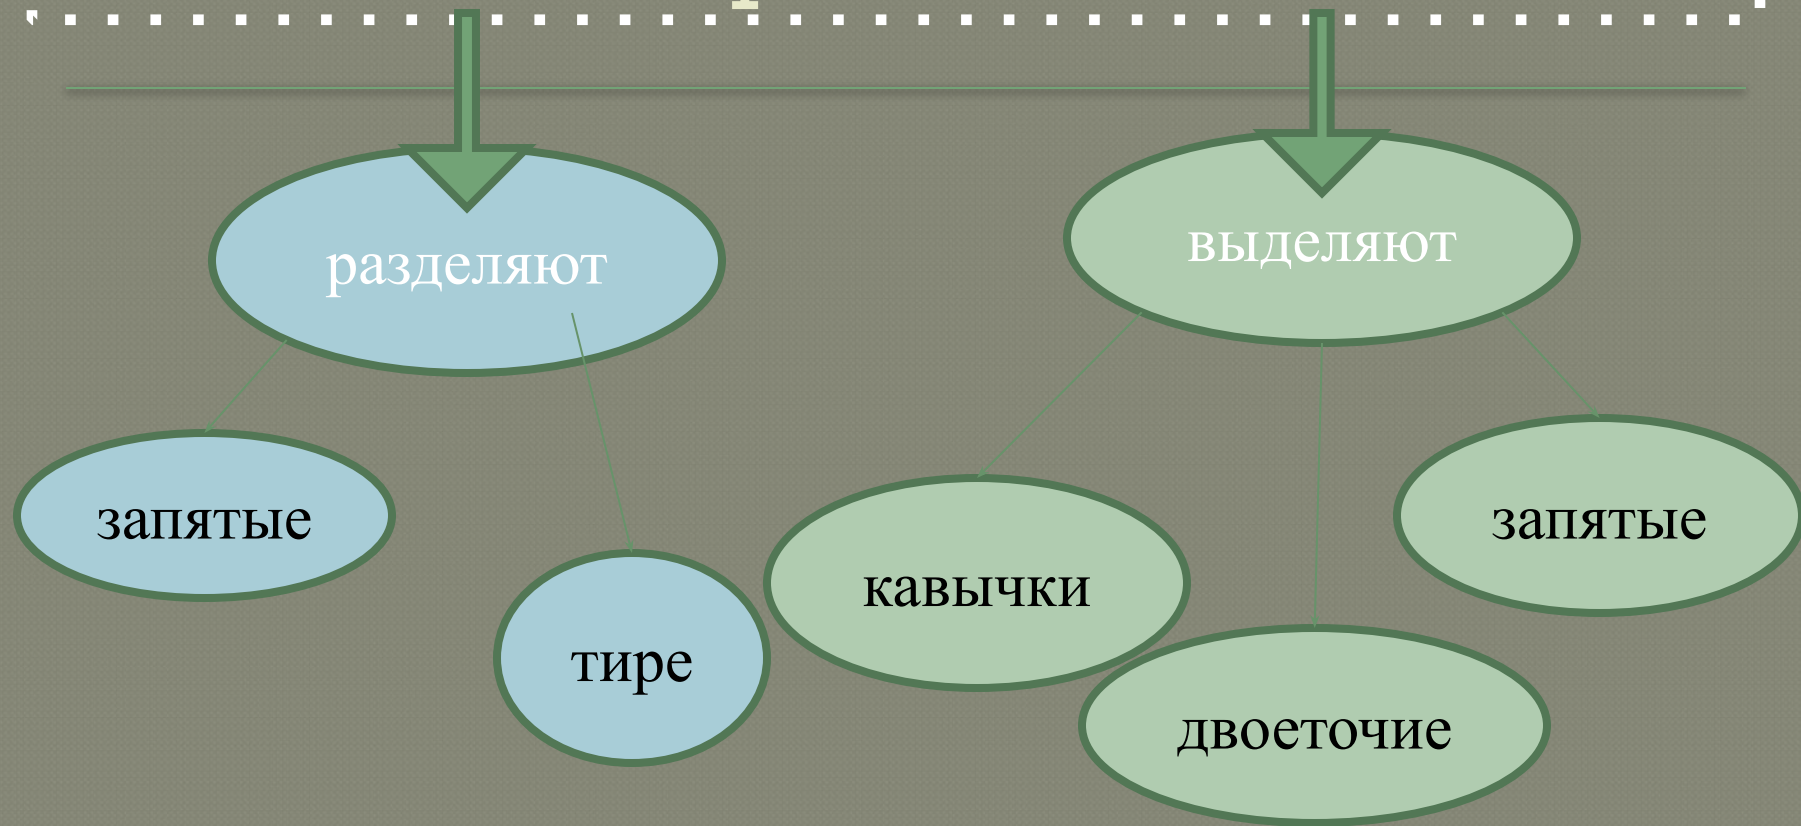 разделяют
выделяют
запятые
тире
кавычки
двоеточие
запятые